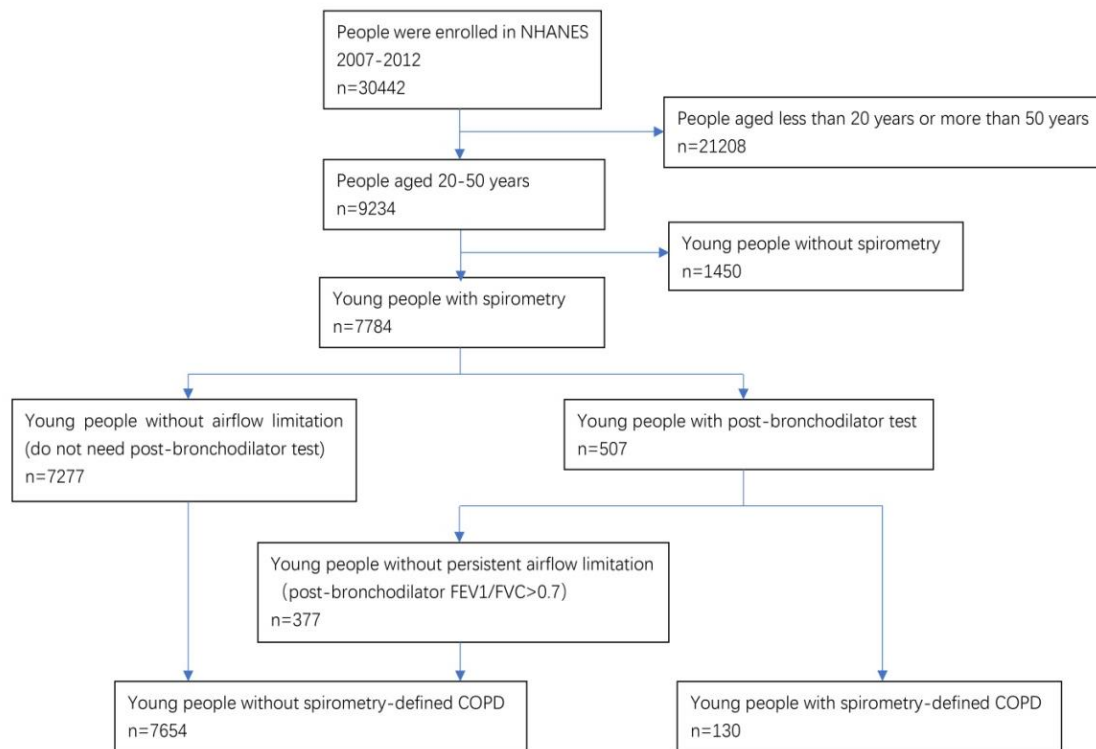 People were enrolled in NHANES
2007-2012
n=30442
People aged less than 20 years or more than 50 years
n=21208
People aged 20-50 years
n=9234
Young people without spirometry
n=1450
Young people with spirometry
n=7784
Young people without airflow limitation
(do not need post-bronchodilator test)
n=7277
Young people with post-bronchodilator test
n=507
Young people without persistent airflow limitation
（post-bronchodilator FEV1/FVC>0.7）
n=377
Young people without spirometry-defined COPD
n=7654
Young people with spirometry-defined COPD
n=130